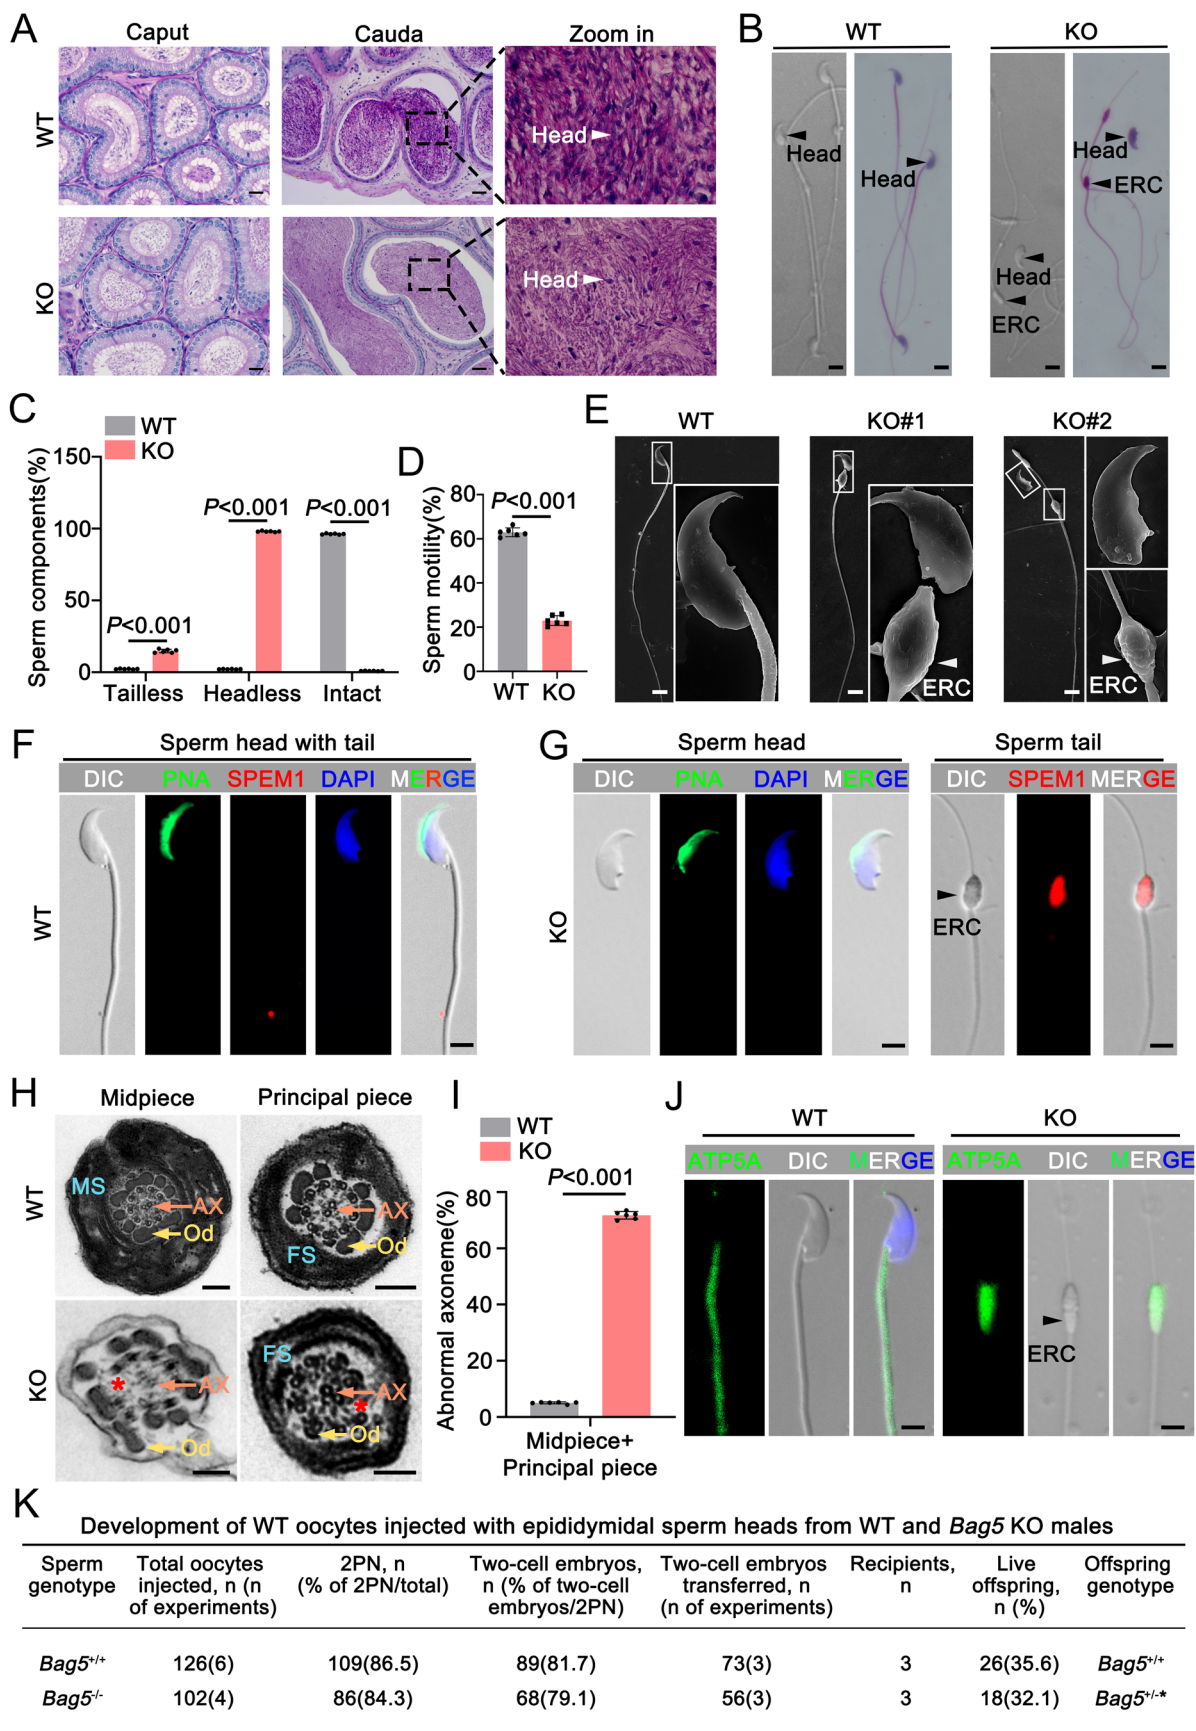 A
Caput
Cauda
Zoom in
WT
Head
KO
Head
B
WT
KO
Head
Head
Head
ERC
Head
ERC
C
WT
KO
Sperm components(%)
150
100
50
0
P<0.001
P<0.001
P<0.001
Tailless
Headless
Intact
D
Sperm motility(%)
80
60
40
20
0
P<0.001
WT
KO
E
WT
KO#1
KO#2
ERC
ERC
F
Sperm head with tail
DIC
PNA
SPEM1
DAPI
MERGE
WT
G
Sperm head
Sperm tail
DIC
PNA
DAPI
MERGE
DIC
SPEM1
MERGE
KO
ERC
H
Midpiece
Principal piece
WT
MS
AX
Od
AX
FS
Od
KO
*
AX
Od
FS
AX
*
Od
I
WT
KO
Abnormal axoneme(%)
80
60
40
20
0
P<0.001
Midpiece+
Principal piece
J
WT
KO
ATP5A
DIC
MERGE
ATP5A
DIC
MERGE
ERC
K
Development of WT oocytes injected with epididymidal sperm heads from WT and Bag5 KO males
Sperm genotype
Total oocytes injected, n (n of experiments)
2PN, n (% of 2PN/total)
Two-cell embryos, n (% of two-cell embryos/2PN)
Two-cell embryos transferred, n (n of experiments)
Recipients, n
Live offspring, n (%)
Offspring genotype
Bag5+/+ 126(6) 109(86.5) 89(81.7) 73(3) 3 26(35.6) Bag5+/+
Bag5-/- 102(4) 86(84.3) 68(79.1) 56(3) 3 18(32.1) Bag5+/-*